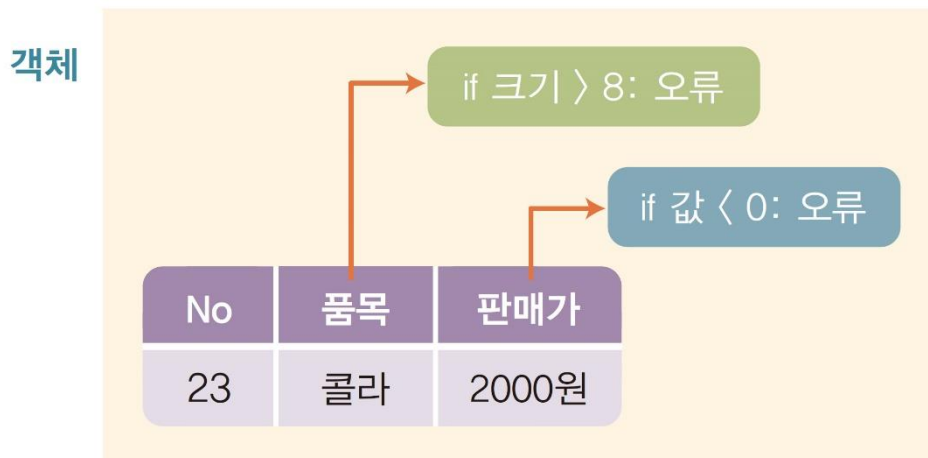 객체
if 크기 > 8: 오류
if 값 < 0: 오류
No 품목 판매가
23 콜라 2000원